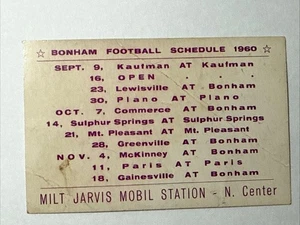 ☆ BONHAM FOOTBALL SCHEDULE 1960 ☆
SEPT. 9, Kaufman AT Kaufman
16, OPEN . . .
23, Lewisville AT Bonham
30, Plano AT Plano
OCT. 7, Commerce AT Bonham
14, Sulphur Springs AT Sulphur Springs
21, Mt. Pleasant AT Mt. Pleasant
28, Greenville AT Bonham
NOV. 4, McKinney AT Bonham
11, Paris AT Paris
18, Gainesville AT Bonham
MILT JARVIS MOBIL STATION - N. Center